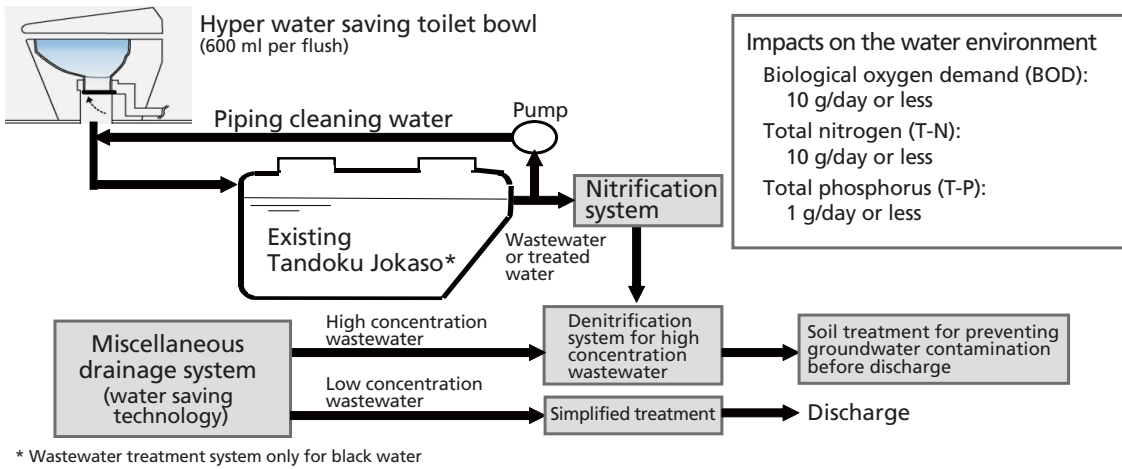 Hyper water saving toilet bowl
(600 ml per flush)
Piping cleaning water
Pump
Existing
Tandoku Jokaso*
Nitrification
system
Wastewater
or treated
water
Impacts on the water environment
Biological oxygen demand (BOD):
10 g/day or less
Total nitrogen (T-N):
10 g/day or less
Total phosphorus (T-P):
1 g/day or less
Miscellaneous
drainage system
(water saving
technology)
High concentration
wastewater
Low concentration
wastewater
Denitrification
system for high
concentration
wastewater
Soil treatment for preventing
groundwater contamination
before discharge
Simplified treatment
Discharge
* Wastewater treatment system only for black water